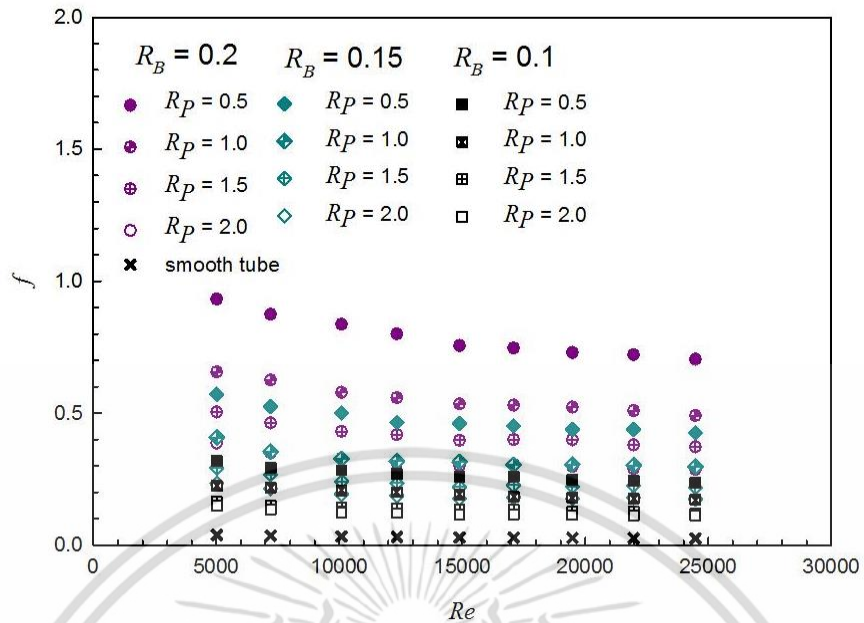 2.0
R_B = 0.2 R_B = 0.15 R_B = 0.1
R_P = 0.5 R_P = 0.5 R_P = 0.5
R_P = 1.0 R_P = 1.0 R_P = 1.0
1.5
R_P = 1.5 R_P = 1.5 R_P = 1.5
R_P = 2.0 R_P = 2.0 R_P = 2.0
smooth tube
f
1.0
0.5
0.0
0 5000 10000 15000 20000 25000 30000
Re